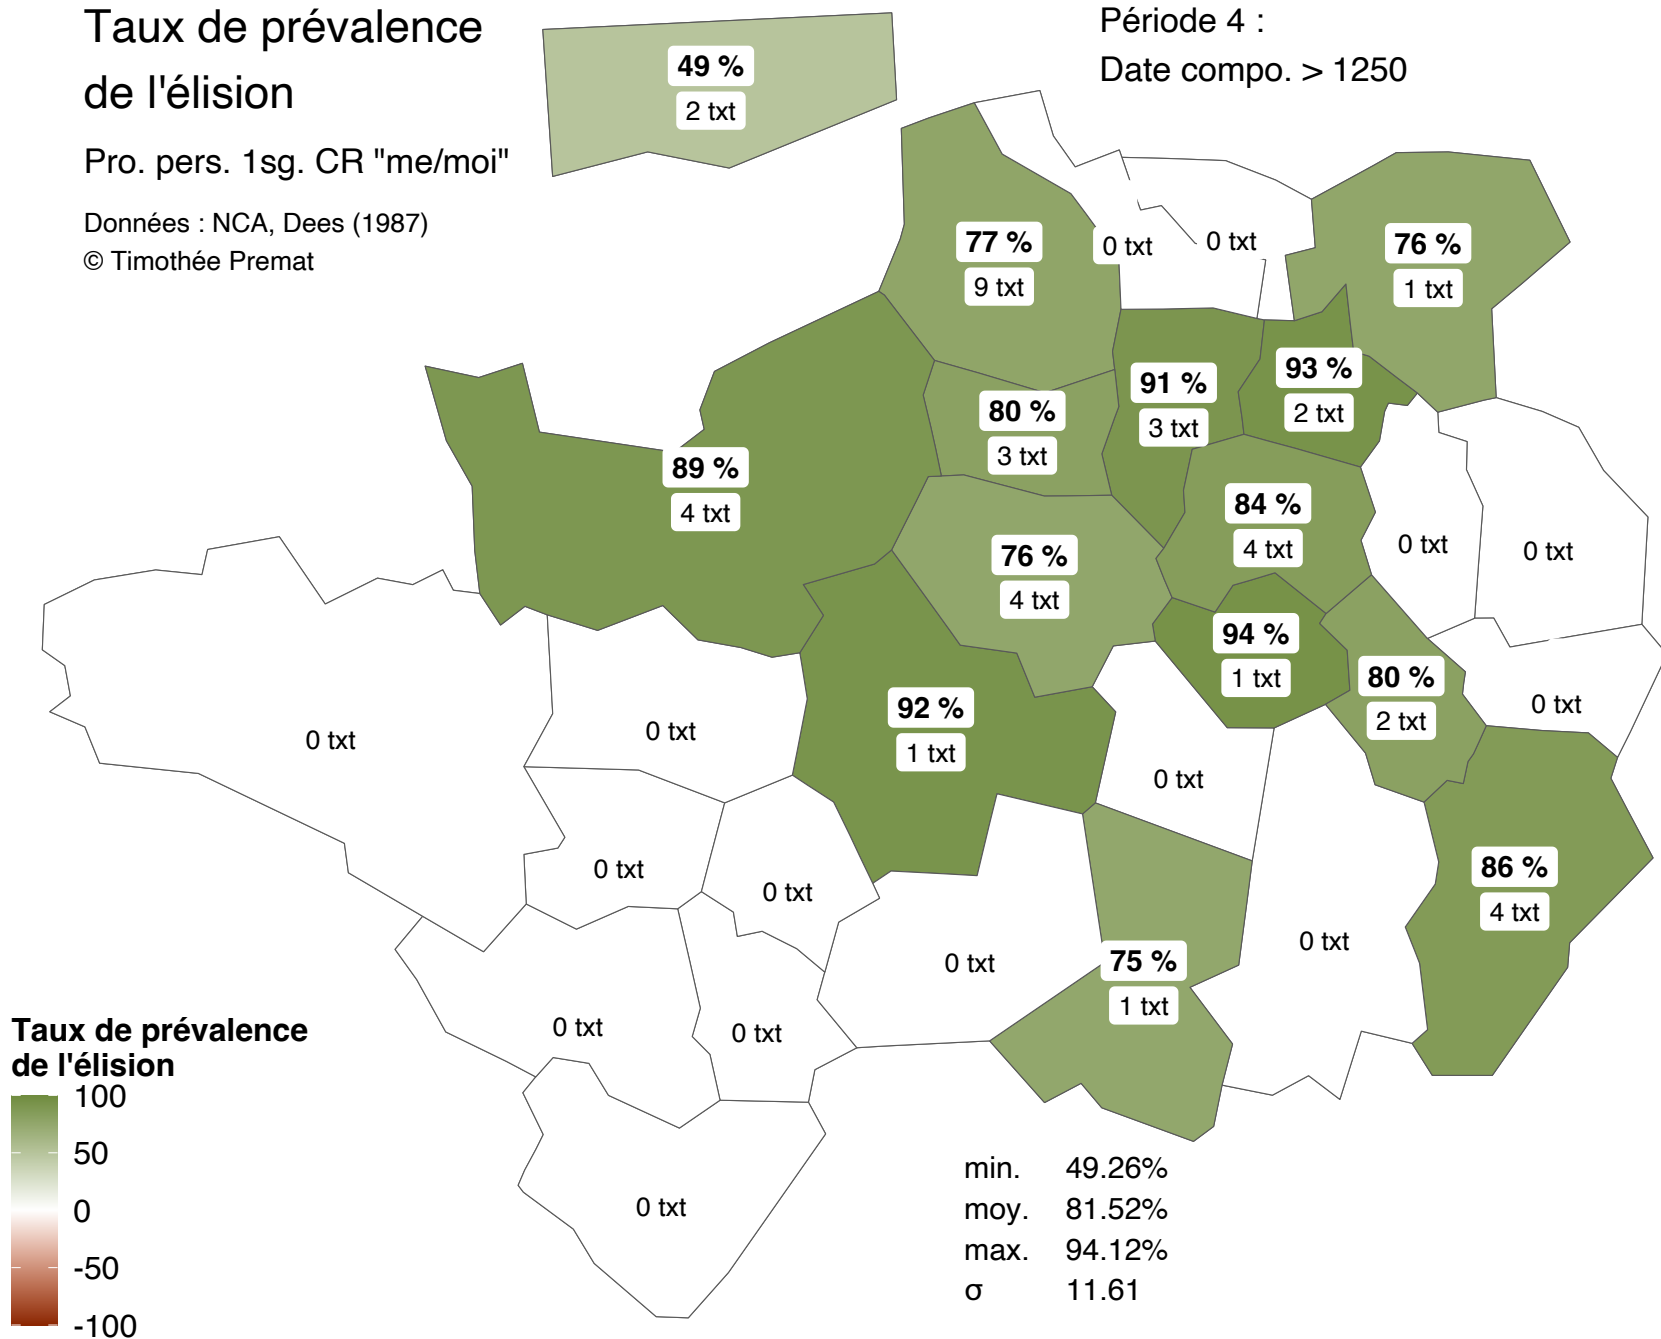 Taux de prévalence
de l'élision
Pro. pers. 1sg. CR "me/moi"
Données : NCA, Dees (1987)
© Timothée Premat
Période 4 :
Date compo. > 1250
49 %
2 txt
77 %
9 txt
0 txt
0 txt
76 %
1 txt
80 %
3 txt
91 %
3 txt
93 %
2 txt
89 %
4 txt
76 %
4 txt
84 %
4 txt
0 txt
0 txt
94 %
1 txt
80 %
2 txt
0 txt
92 %
1 txt
0 txt
0 txt
0 txt
0 txt
0 txt
86 %
4 txt
0 txt
75 %
1 txt
0 txt
0 txt
0 txt
0 txt
Taux de prévalence
de l'élision
100
50
0
-50
-100
min. 49.26%
moy. 81.52%
max. 94.12%
σ 11.61